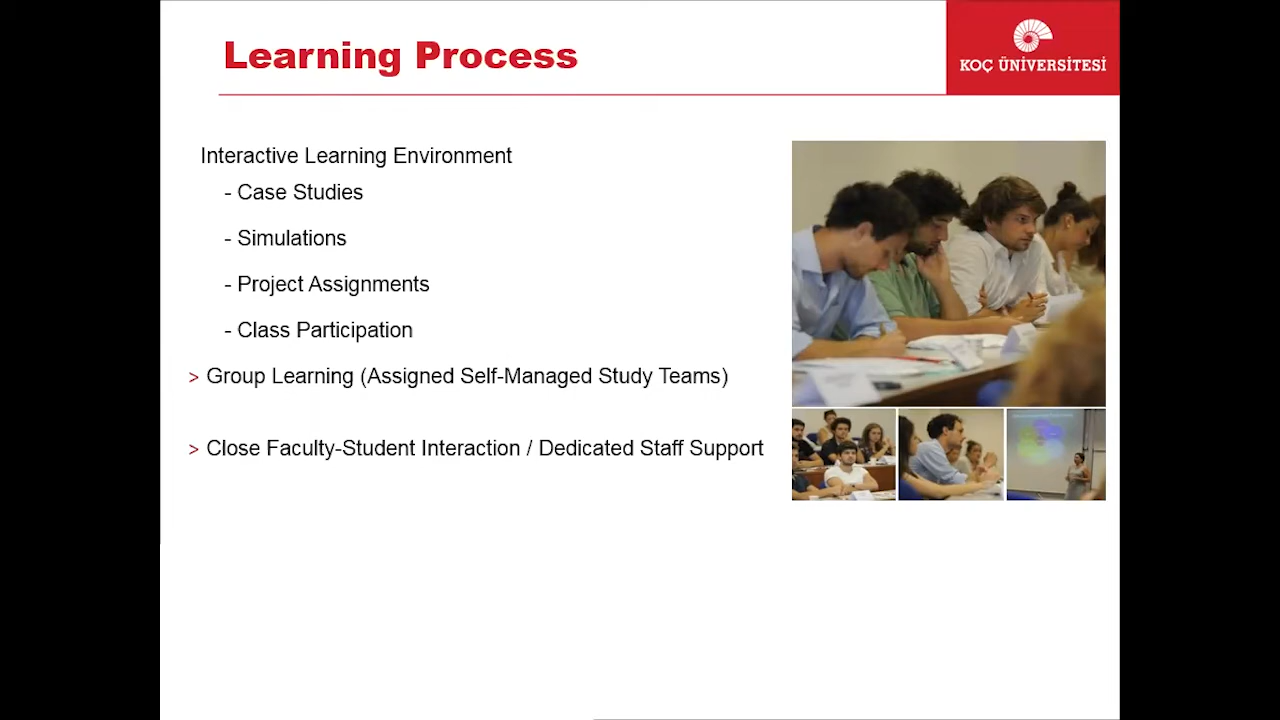 Learning Process
KOÇ ÜNİVERSİTESİ
Interactive Learning Environment
- Case Studies
- Simulations
- Project Assignments
- Class Participation
> Group Learning (Assigned Self-Managed Study Teams)
> Close Faculty-Student Interaction / Dedicated Staff Support